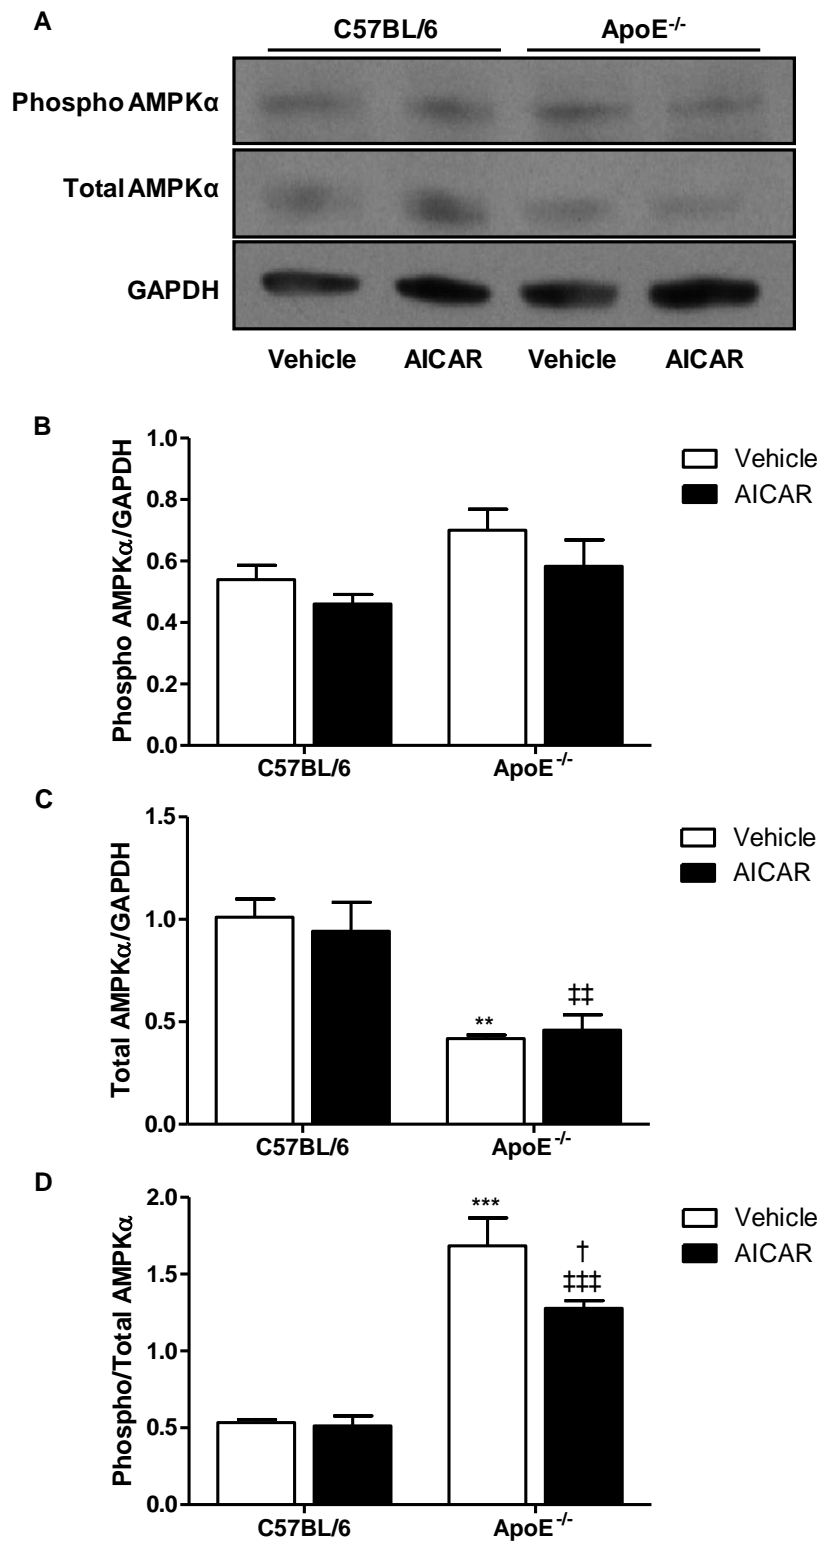 A
C57BL/6 ApoE-/-
Phospho AMPKα
Total AMPKα
GAPDH
Vehicle AICAR Vehicle AICAR
B
Phospho AMPKα/GAPDH
1.0
0.8
0.6
0.4
0.2
0.0
C57BL/6 ApoE-/-
Vehicle
AICAR
C
Total AMPKα/GAPDH
1.5
1.0
0.5
0.0
**
‡‡
C57BL/6 ApoE-/-
Vehicle
AICAR
D
Phospho/Total AMPKα
2.0
1.5
1.0
0.5
0.0
***
†
‡‡‡
C57BL/6 ApoE-/-
Vehicle
AICAR